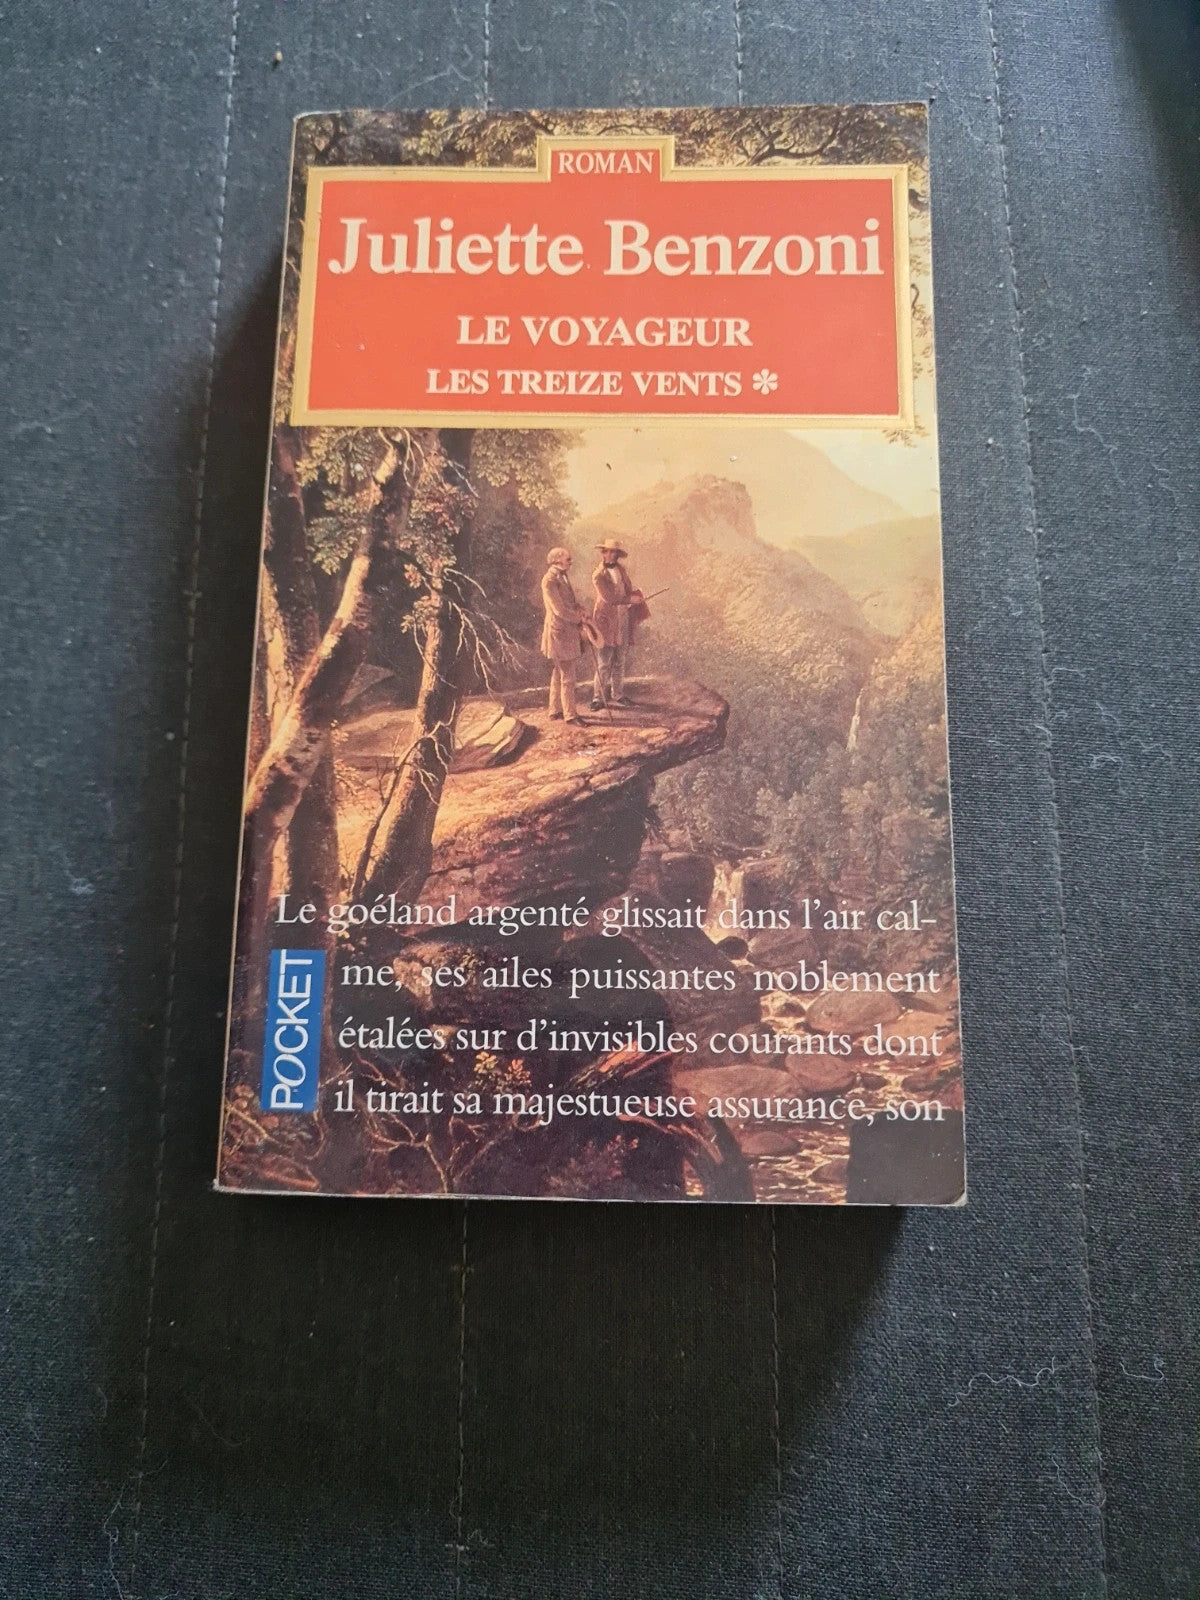 ROMAN
Juliette Benzoni
LE VOYAGEUR
LES TREIZE VENTS *
Le goéland argenté glissait dans l'air cal-
me, ses ailes puissantes noblement
étalées sur d'invisibles courants dont
il tirait sa majestueuse assurance, son
POCKET